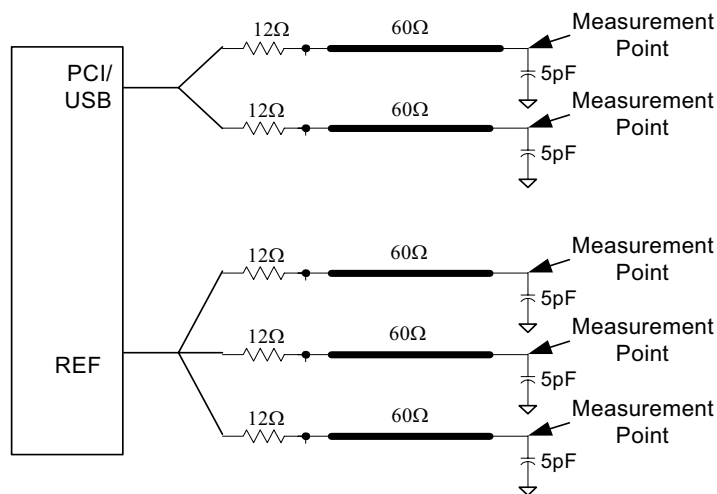 12Ω
60Ω
Measurement
Point
PCI/
USB
5pF
12Ω
60Ω
Measurement
Point
5pF
12Ω
60Ω
Measurement
Point
5pF
REF
12Ω
60Ω
Measurement
Point
5pF
12Ω
60Ω
Measurement
Point
5pF